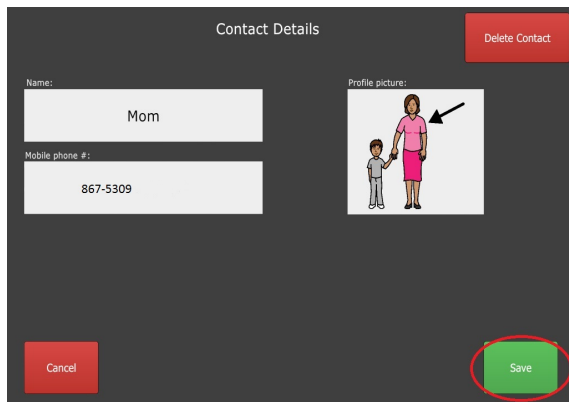 Contact Details
Delete Contact
Name:
Profile picture:
Mom
Mobile phone #:
867-5309
Cancel
Save